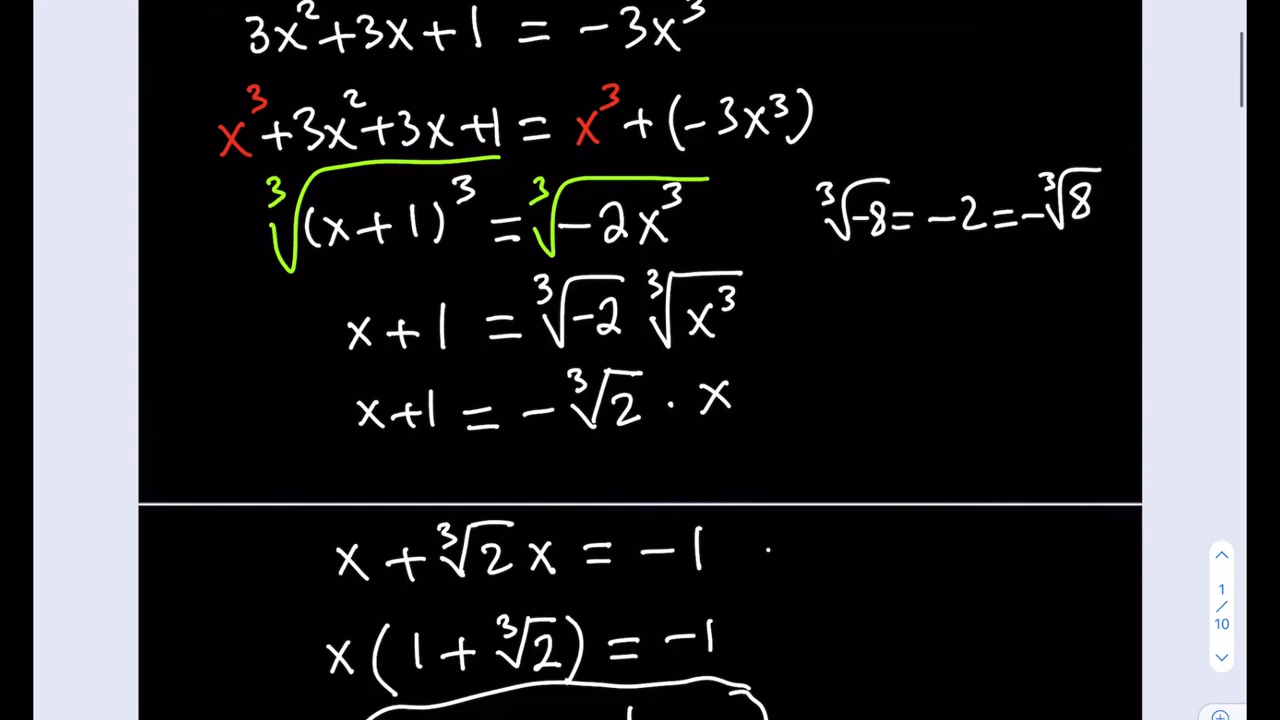 3x² + 3x + 1 = -3x³
x³ + 3x² + 3x + 1 = x³ + (-3x³)
∛(x + 1)³ = ∛-2x³
∛-8 = -2 = -∛8
x + 1 = ∛-2 ∛x³
x + 1 = -∛2 · x
x + ∛2 x = -1
x(1 + ∛2) = -1
1
/
10